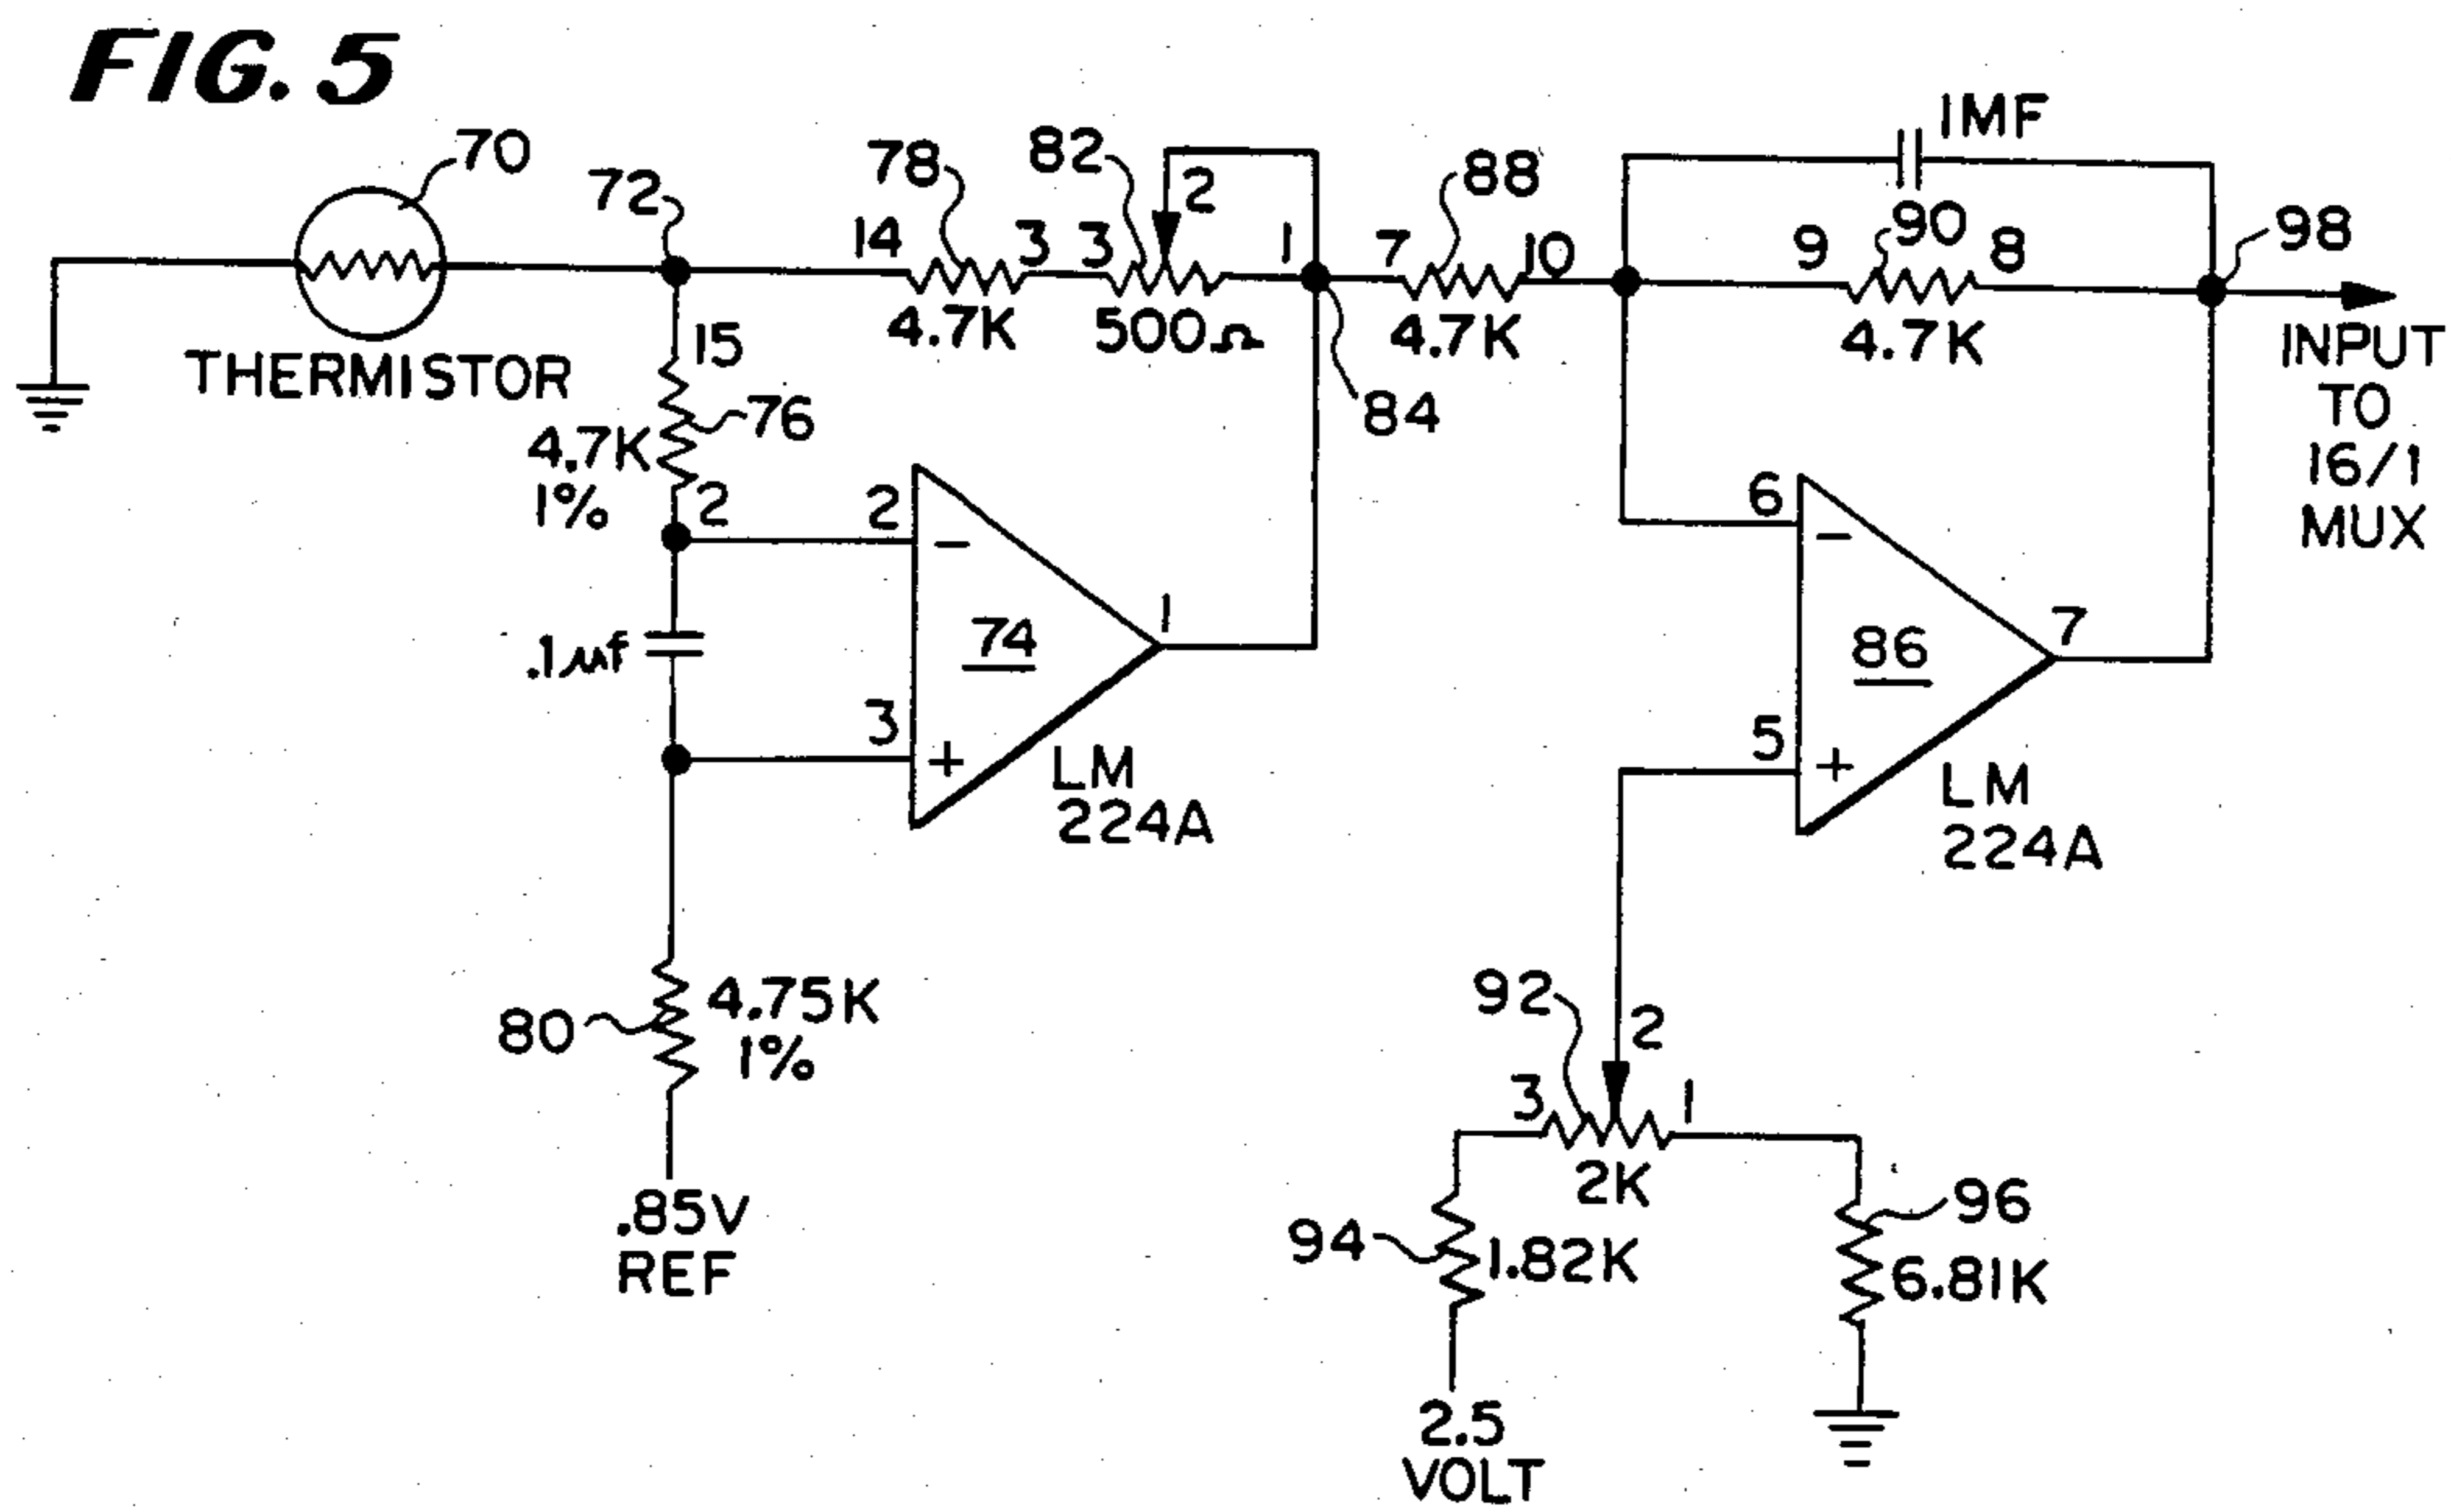 FIG. 5
70
THERMISTOR
72
15
4.7K
1%
76
2
.1µf
80
4.75K
1%
.85V
REF
78
14
3
4.7K
82
3
2
1
500Ω
84
2
−
74
1
3
+
LM
224A
88
7
10
4.7K
1MF
90
9
8
4.7K
98
INPUT
TO
16/1
MUX
6
−
86
7
5
+
LM
224A
92
2
3
1
2K
94
1.82K
2.5
VOLT
96
6.81K